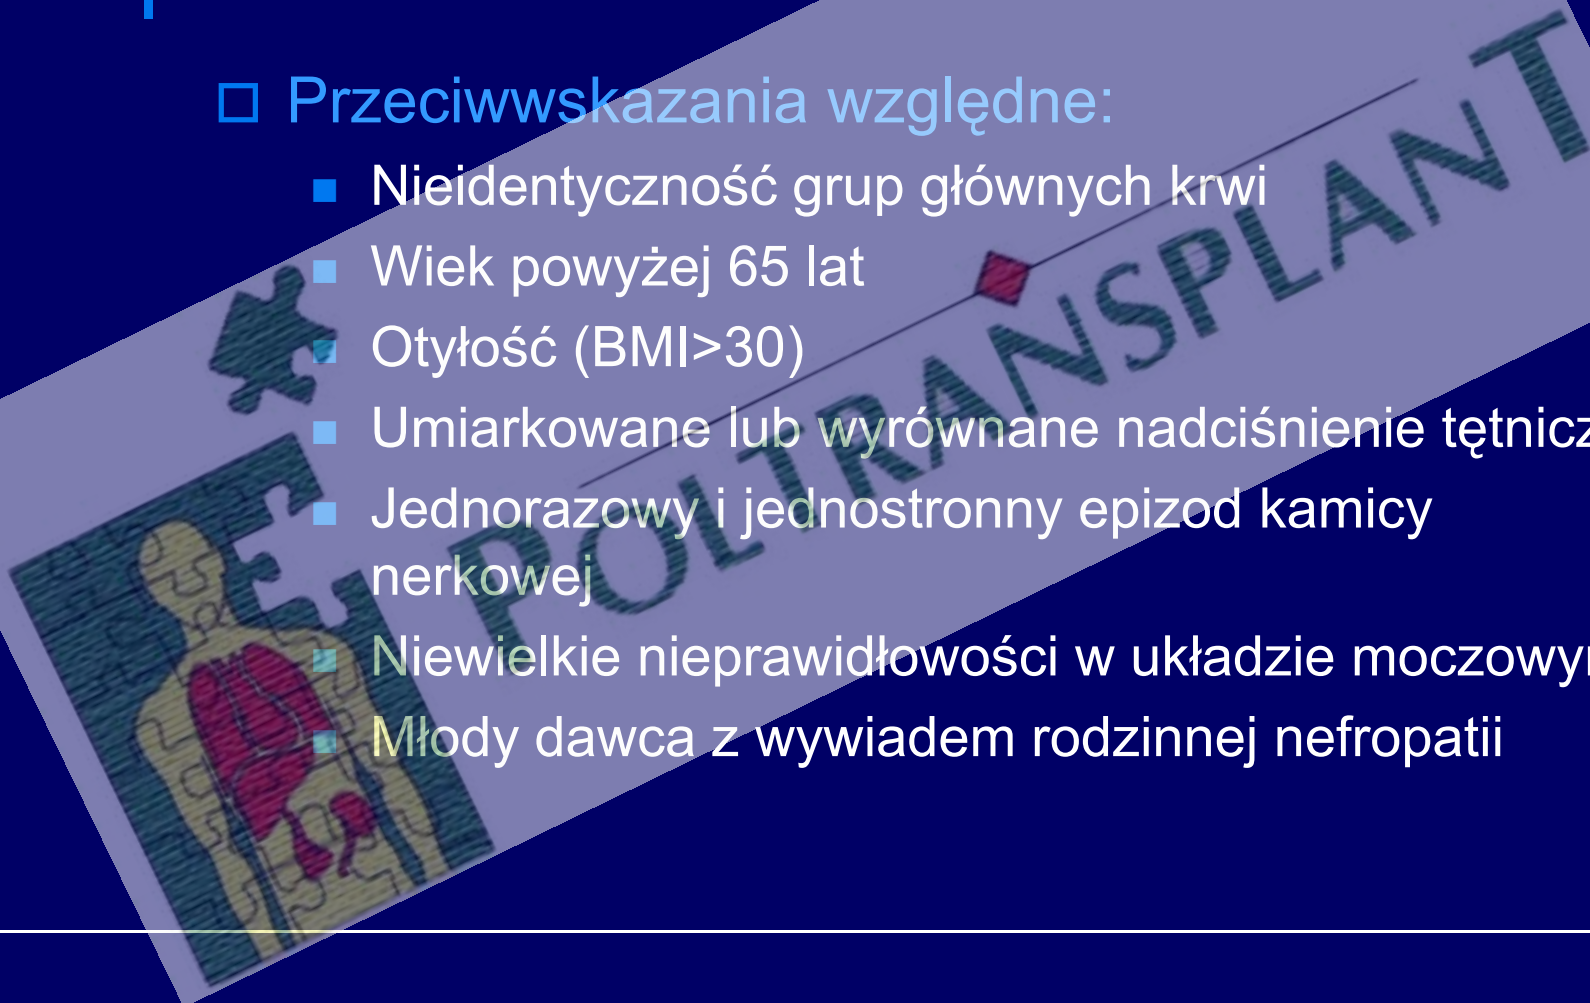 Przeciwwskazania względne:
Nieidentyczność grup głównych krwi
Wiek powyżej 65 lat
Otyłość (BMI>30)
Umiarkowane lub wyrównane nadciśnienie tętnicz
Jednorazowy i jednostronny epizod kamicy
nerkowej
Niewielkie nieprawidłowości w układzie moczowy
Młody dawca z wywiadem rodzinnej nefropatii
POLTRANSPLANT